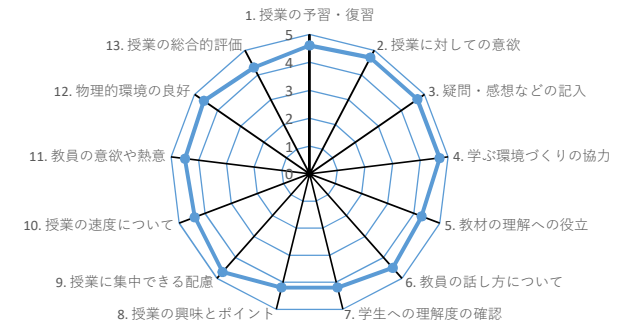 1. 授業の予習・復習
2. 授業に対しての意欲
3. 疑問・感想などの記入
4. 学ぶ環境づくりの協力
5. 教材の理解への役立
6. 教員の話し方について
7. 学生への理解度の確認
8. 授業の興味とポイント
9. 授業に集中できる配慮
10. 授業の速度について
11. 教員の意欲や熱意
12. 物理的環境の良好
13. 授業の総合的評価
5
4
3
2
1
0